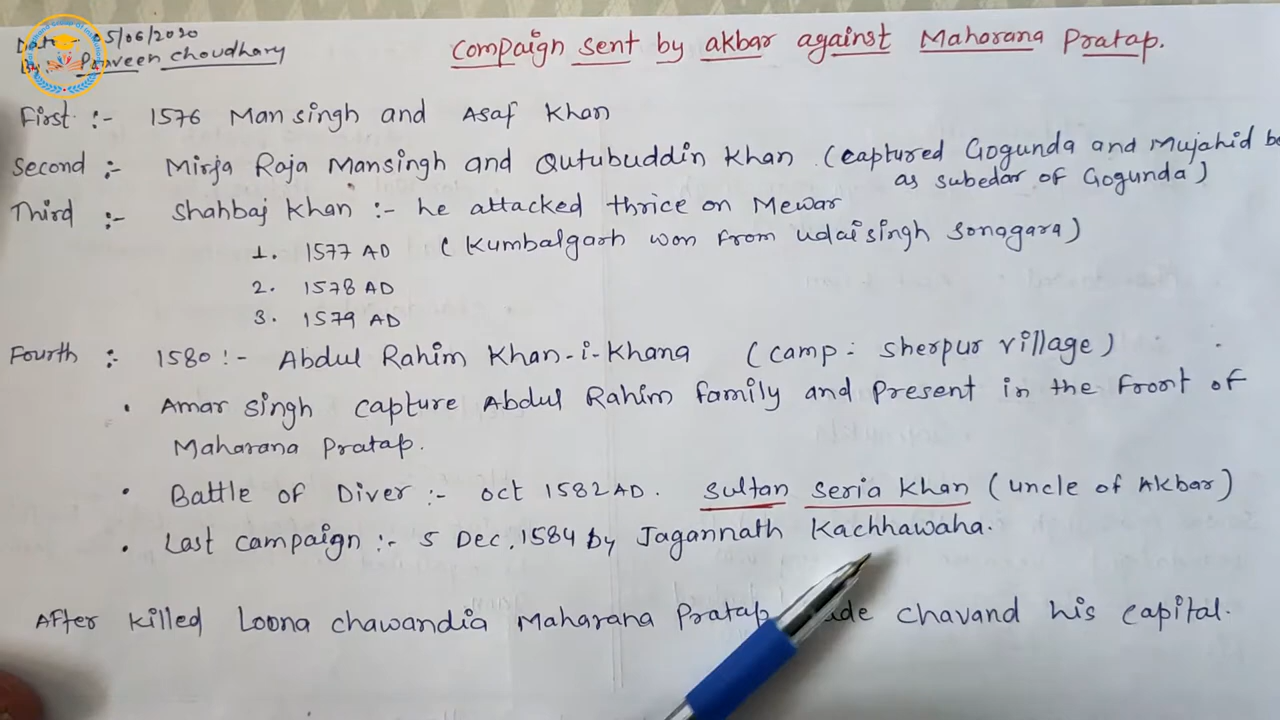 Date :- 05/06/2020
By :- Parveen choudhary
Compaign sent by akbar against Maharana Pratap.
First :- 1576 Man singh and Asaf Khan
Second :- Mirja Raja Mansingh and Qutubuddin Khan (captured Gogunda and Mujahid be
as subedar of Gogunda)
Third :- Shahbaj Khan :- he attacked thrice on Mewar
1. 1577 AD (Kumbalgarh won from udaisingh sonagara)
2. 1578 AD
3. 1579 AD
Fourth :- 1580 :- Abdul Rahim Khan-i-Khana (camp :- sherpur village)
• Amar singh capture Abdul Rahim family and present in the front of
Maharana Pratap.
• Battle of Diver :- oct 1582 AD. Sultan Seria Khan (uncle of Akbar)
• Last campaign :- 5 Dec. 1584 by Jagannath Kachhawaha.
After killed Loona chawandia Maharana Pratap ade chavand his capital.